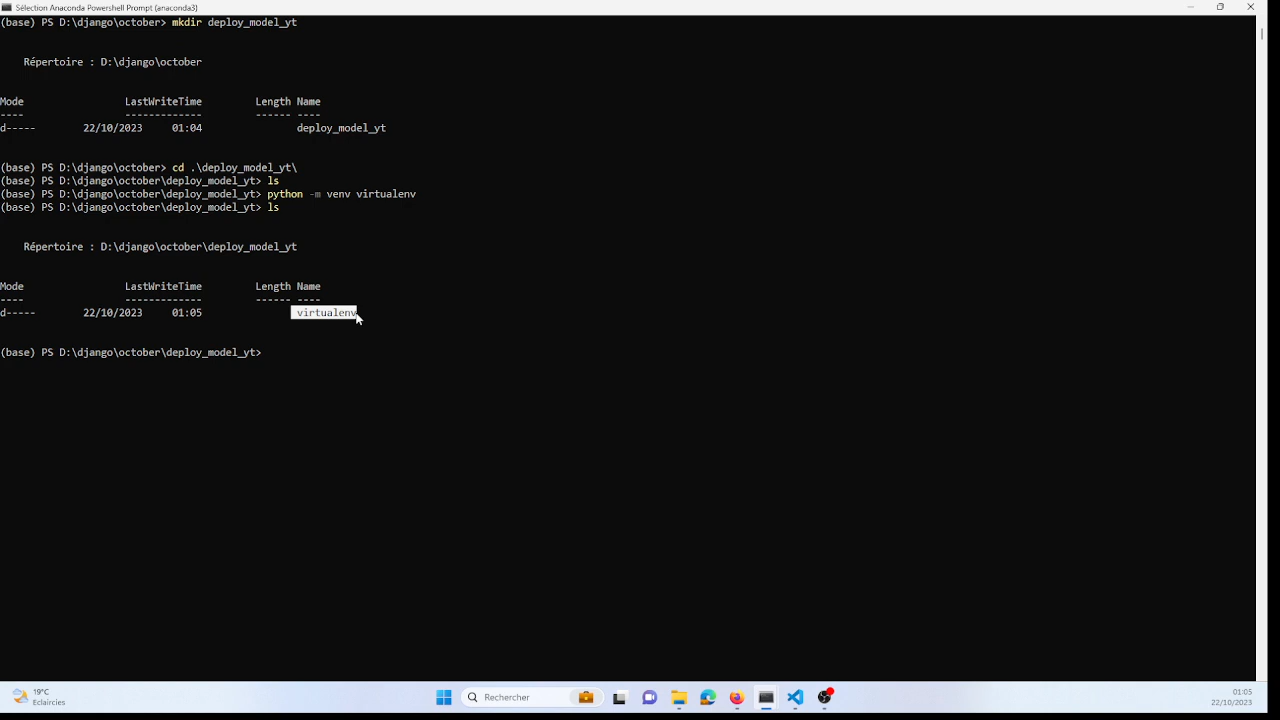 Sélection Anaconda Powershell Prompt (anaconda3)
(base) PS D:\django\october> mkdir deploy_model_yt
Répertoire : D:\django\october
Mode LastWriteTime Length Name
---- ------------- ------ ----
d----- 22/10/2023 01:04 deploy_model_yt
(base) PS D:\django\october> cd .\deploy_model_yt\
(base) PS D:\django\october\deploy_model_yt> ls
(base) PS D:\django\october\deploy_model_yt> python -m venv virtualenv
(base) PS D:\django\october\deploy_model_yt> ls
Répertoire : D:\django\october\deploy_model_yt
Mode LastWriteTime Length Name
---- ------------- ------ ----
d----- 22/10/2023 01:05 virtualenv
(base) PS D:\django\october\deploy_model_yt>
19°C
Eclaircies
Rechercher
01:05
22/10/2023